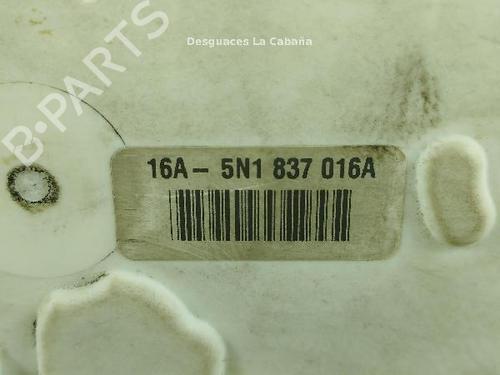 Desguaces La Cabaña
B-PARTS
16A - 5N1 837 016A